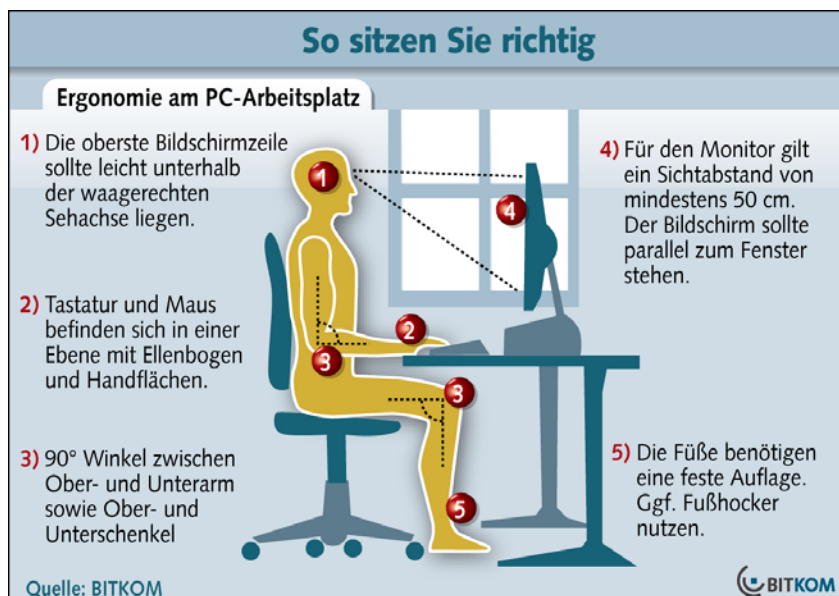 So sitzen Sie richtig
Ergonomie am PC-Arbeitsplatz
1) Die oberste Bildschirmzeile
sollte leicht unterhalb
der waagerechten
Sehachse liegen.
2) Tastatur und Maus
befinden sich in einer
Ebene mit Ellenbogen
und Handflächen.
3) 90° Winkel zwischen
Ober- und Unterarm
sowie Ober- und
Unterschenkel
1
2
3
3
4
5
4) Für den Monitor gilt
ein Sichtabstand von
mindestens 50 cm.
Der Bildschirm sollte
parallel zum Fenster
stehen.
5) Die Füße benötigen
eine feste Auflage.
Ggf. Fußhocker
nutzen.
Quelle: BITKOM
BITKOM